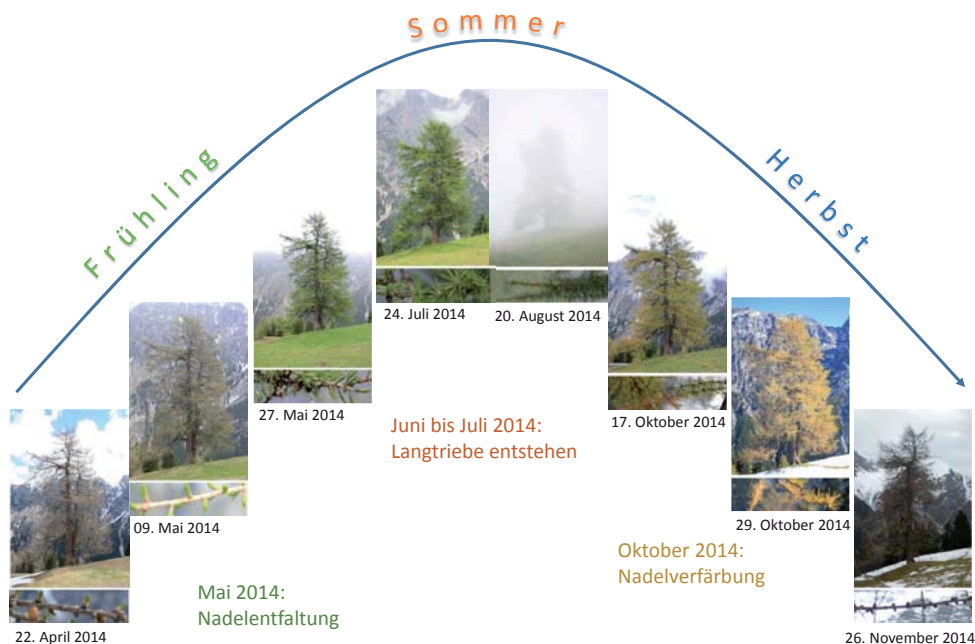 Sommer
Frühling
Herbst
24. Juli 2014
20. August 2014
27. Mai 2014
17. Oktober 2014
Juni bis Juli 2014:
Langtriebe entstehen
09. Mai 2014
29. Oktober 2014
Oktober 2014:
Nadelverfärbung
Mai 2014:
Nadelentfaltung
22. April 2014
26. November 2014